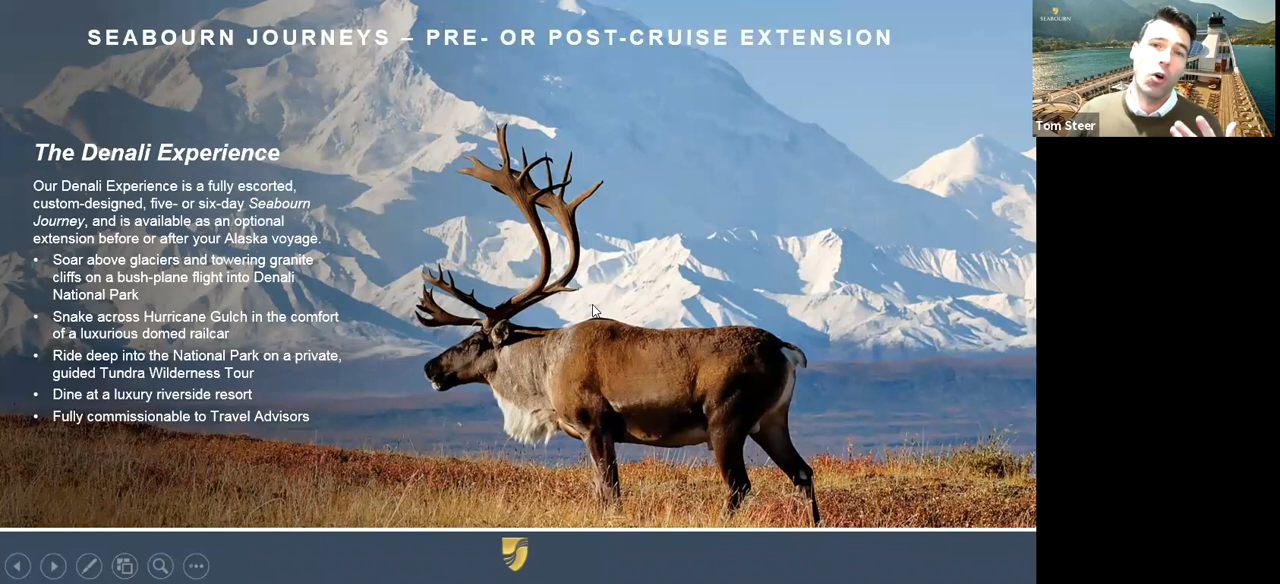 SEABOURN JOURNEYS – PRE- OR POST-CRUISE EXTENSION
SEABOURN
Tom Steer
The Denali Experience
Our Denali Experience is a fully escorted,
custom-designed, five- or six-day Seabourn
Journey, and is available as an optional
extension before or after your Alaska voyage.
• Soar above glaciers and towering granite
cliffs on a bush-plane flight into Denali
National Park
• Snake across Hurricane Gulch in the comfort
of a luxurious domed railcar
• Ride deep into the National Park on a private,
guided Tundra Wilderness Tour
• Dine at a luxury riverside resort
• Fully commissionable to Travel Advisors